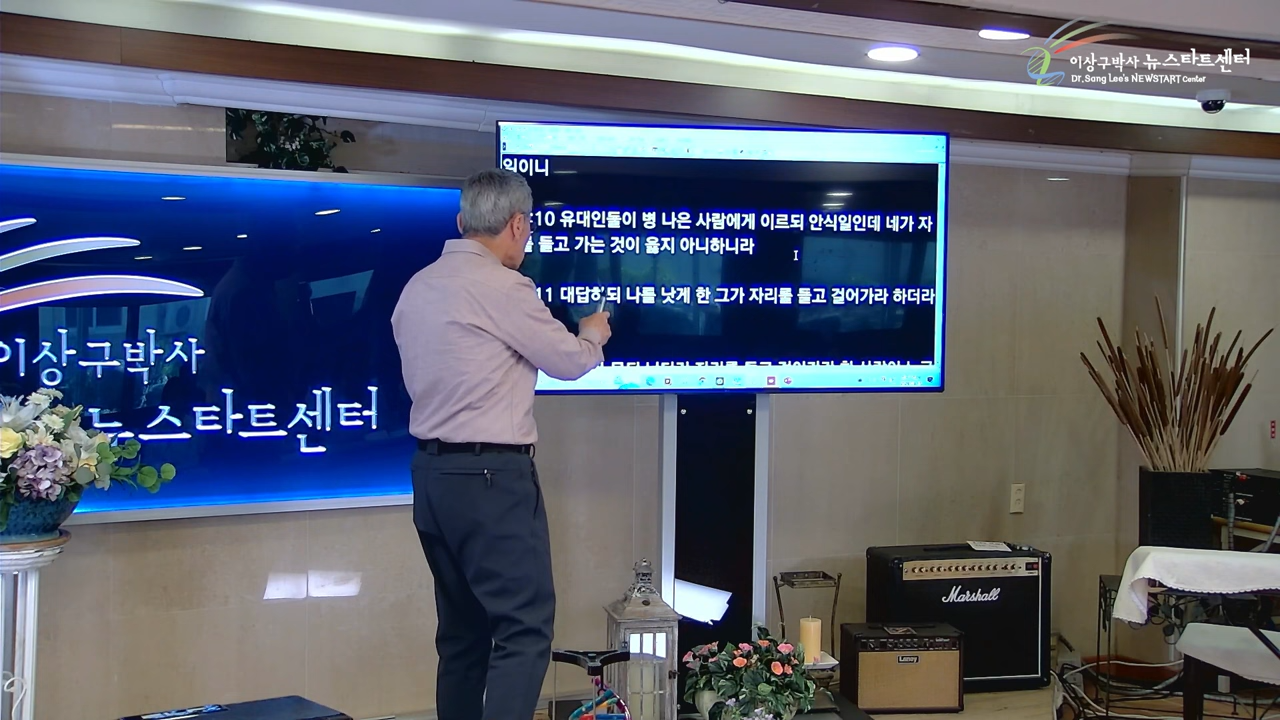 이상구박사 뉴스타트센터
Dr. Sang Lee's NEWSTART Center
일이니
:10 유대인들이 병 나은 사람에게 이르되 안식일인데 네가 자
들고 가는 것이 옳지 아니하니라
11 대답하되 나를 낫게 한 그가 자리를 들고 걸어가라 하더라
이상구박사
뉴스타트센터
Marshall
Laney